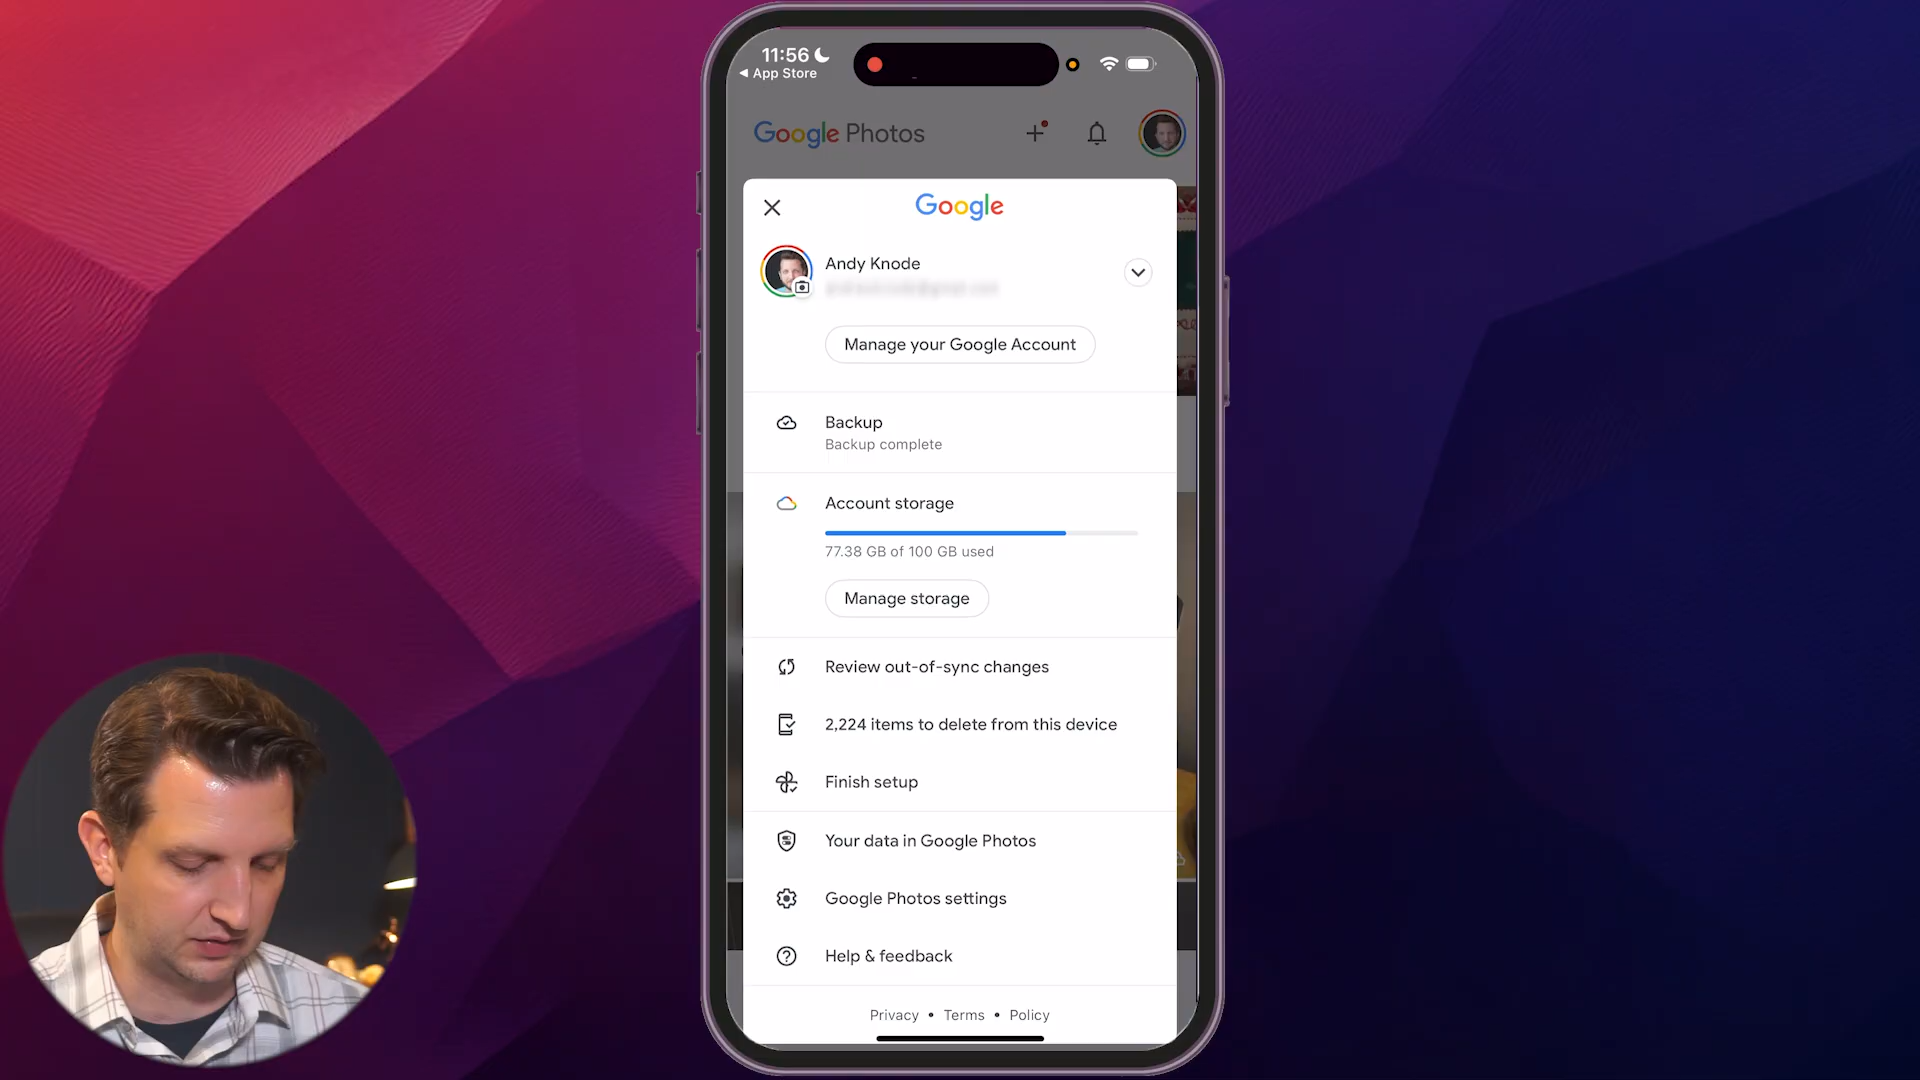 11:56
◀ App Store
Google Photos
Google
Andy Knode
Manage your Google Account
Backup
Backup complete
Account storage
77.38 GB of 100 GB used
Manage storage
Review out-of-sync changes
2,224 items to delete from this device
Finish setup
Your data in Google Photos
Google Photos settings
Help & feedback
Privacy • Terms • Policy